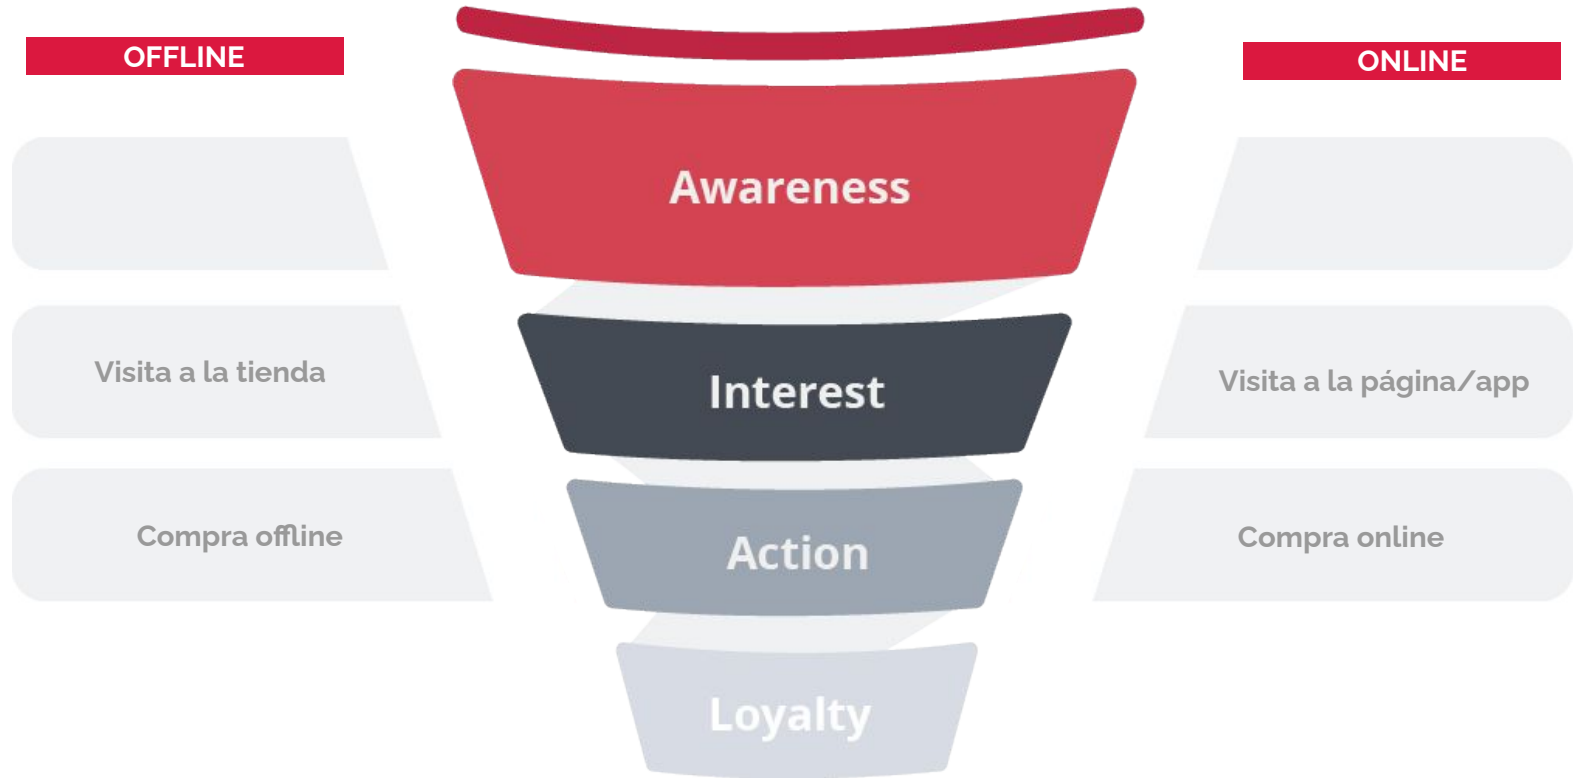 OFFLINE
ONLINE
Awareness
Visita a la tienda
Interest
Visita a la página/app
Compra offline
Action
Compra online
Loyalty